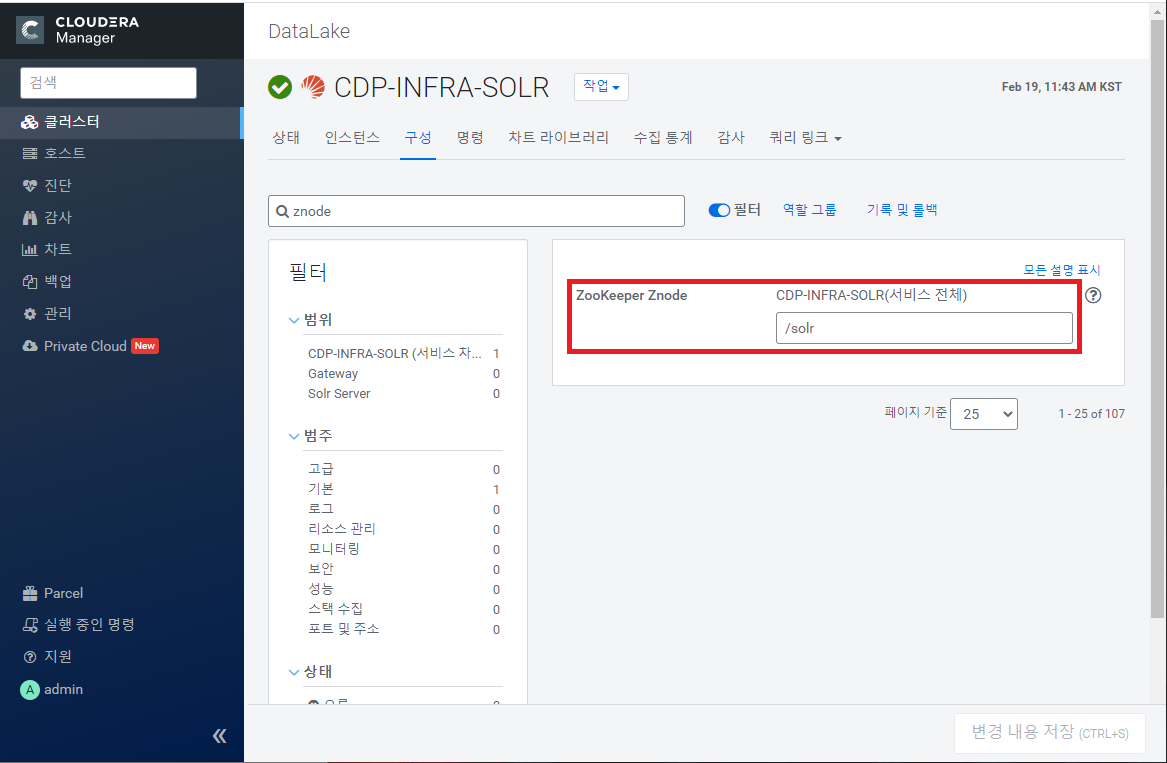 CLOUDERA
Manager
검색
클러스터
호스트
진단
감사
차트
백업
관리
Private Cloud New
Parcel
실행 중인 명령
지원
A admin
DataLake
CDP-INFRA-SOLR 작업
Feb 19, 11:43 AM KST
상태 인스턴스 구성 명령 차트 라이브러리 수집 통계 감사 쿼리 링크
znode
필터 역할 그룹 기록 및 롤백
필터
범위
CDP-INFRA-SOLR (서비스 차... 1
Gateway 0
Solr Server 0
범주
고급 0
기본 1
로그 0
리소스 관리 0
모니터링 0
보안 0
성능 0
스택 수집 0
포트 및 주소 0
상태
모든 설명 표시
ZooKeeper Znode CDP-INFRA-SOLR(서비스 전체)
/solr
페이지 기준 25 1 - 25 of 107
변경 내용 저장 (CTRL+S)